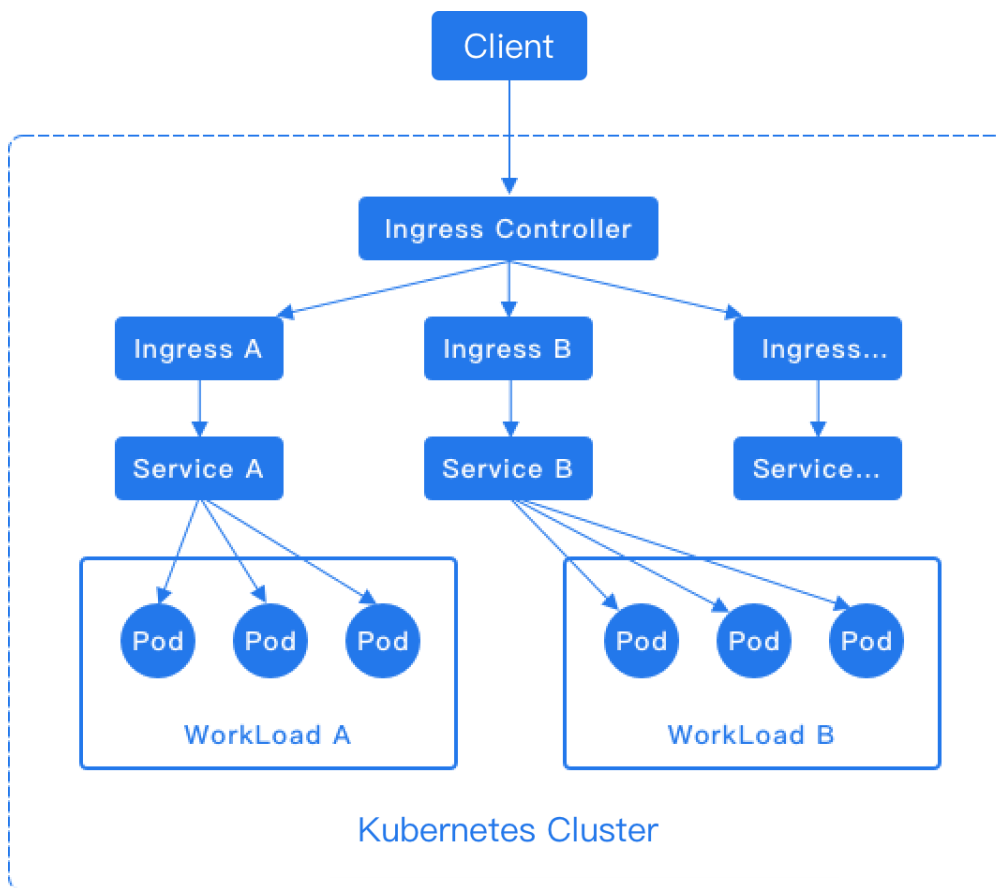 Client
Ingress Controller
Ingress A
Ingress B
Ingress...
Service A
Service B
Service...
Pod
Pod
Pod
Pod
Pod
Pod
WorkLoad A
WorkLoad B
Kubernetes Cluster